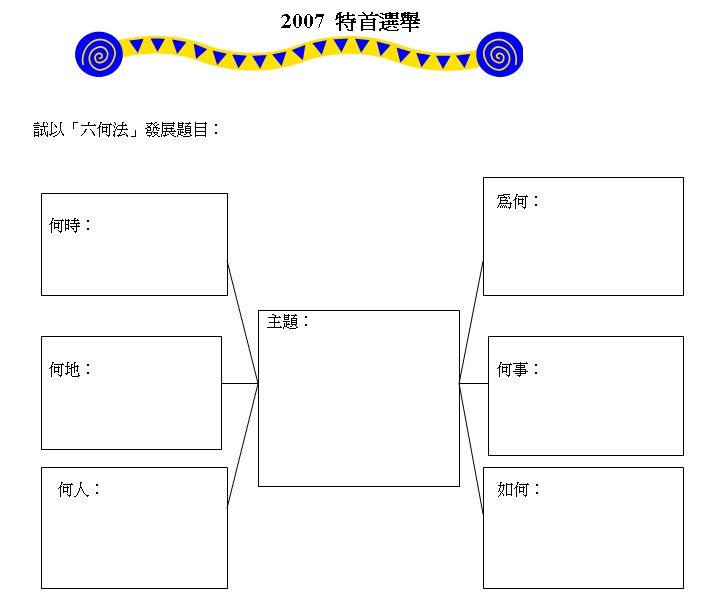 2007 特首選舉
試以「六何法」發展題目：
何時：
為何：
主題：
何地：
何事：
何人：
如何：